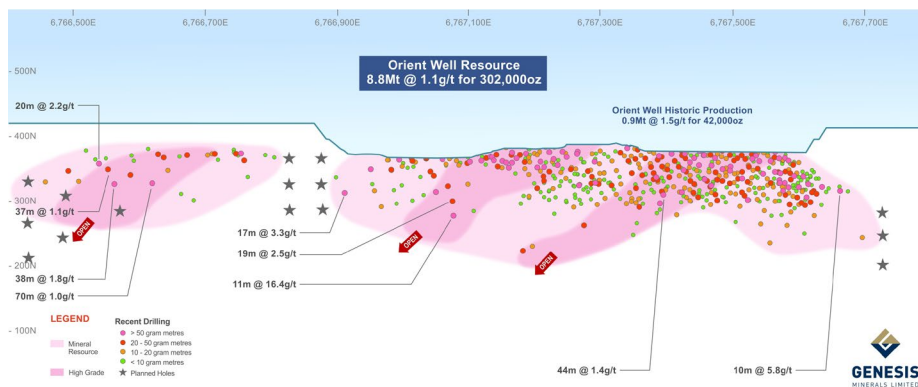 6,766,500E
6,766,700E
6,766,900E
6,767,100E
6,767,300E
6,767,500E
6,767,700E
- 500N
Orient Well Resource
8.8Mt @ 1.1g/t for 302,000oz
20m @ 2.2g/t
Orient Well Historic Production
0.9Mt @ 1.5g/t for 42,000oz
- 400N
- 300N
37m @ 1.1g/t
OPEN
17m @ 3.3g/t
19m @ 2.5g/t
OPEN
OPEN
- 200N
38m @ 1.8g/t
11m @ 16.4g/t
70m @ 1.0g/t
LEGEND
Mineral
Resource
High Grade
Recent Drilling
> 50 gram metres
20 - 50 gram metres
10 - 20 gram metres
< 10 gram metres
Planned Holes
- 100N
44m @ 1.4g/t
10m @ 5.8g/t
GENESIS
MINERALS LIMITED